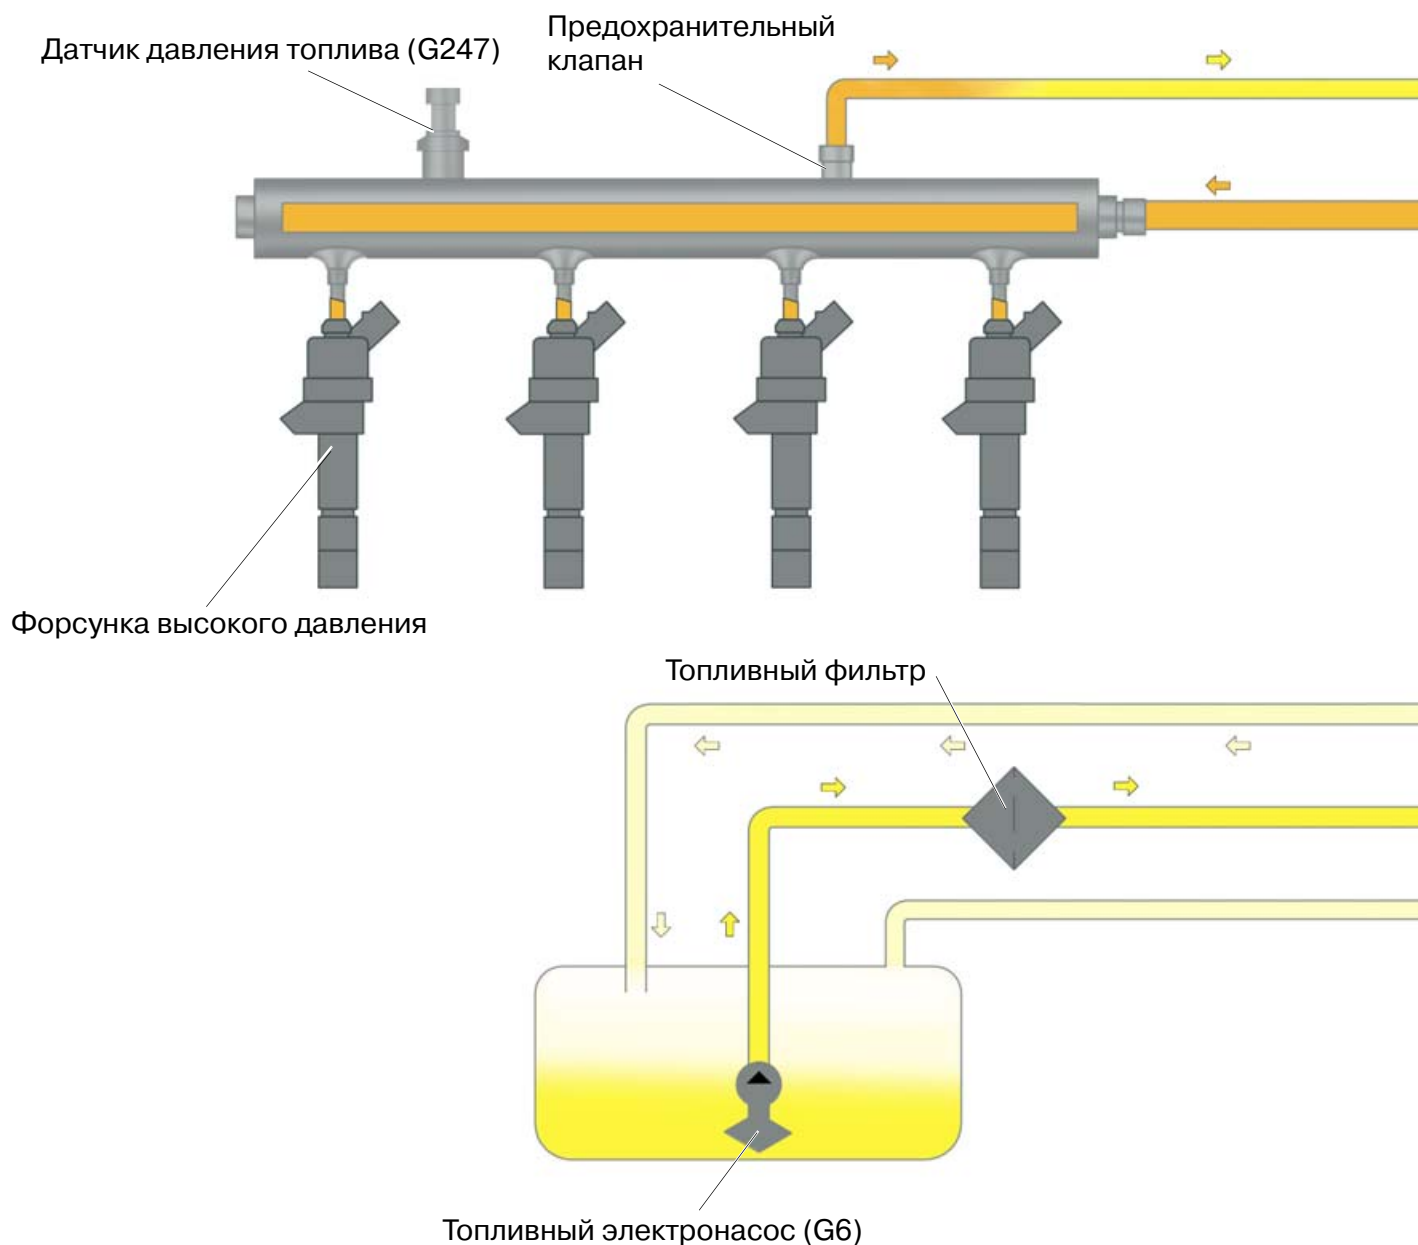 Датчик давления топлива (G247)
Предохранительный
клапан
Форсунка высокого давления
Топливный фильтр
Топливный электронасос (G6)